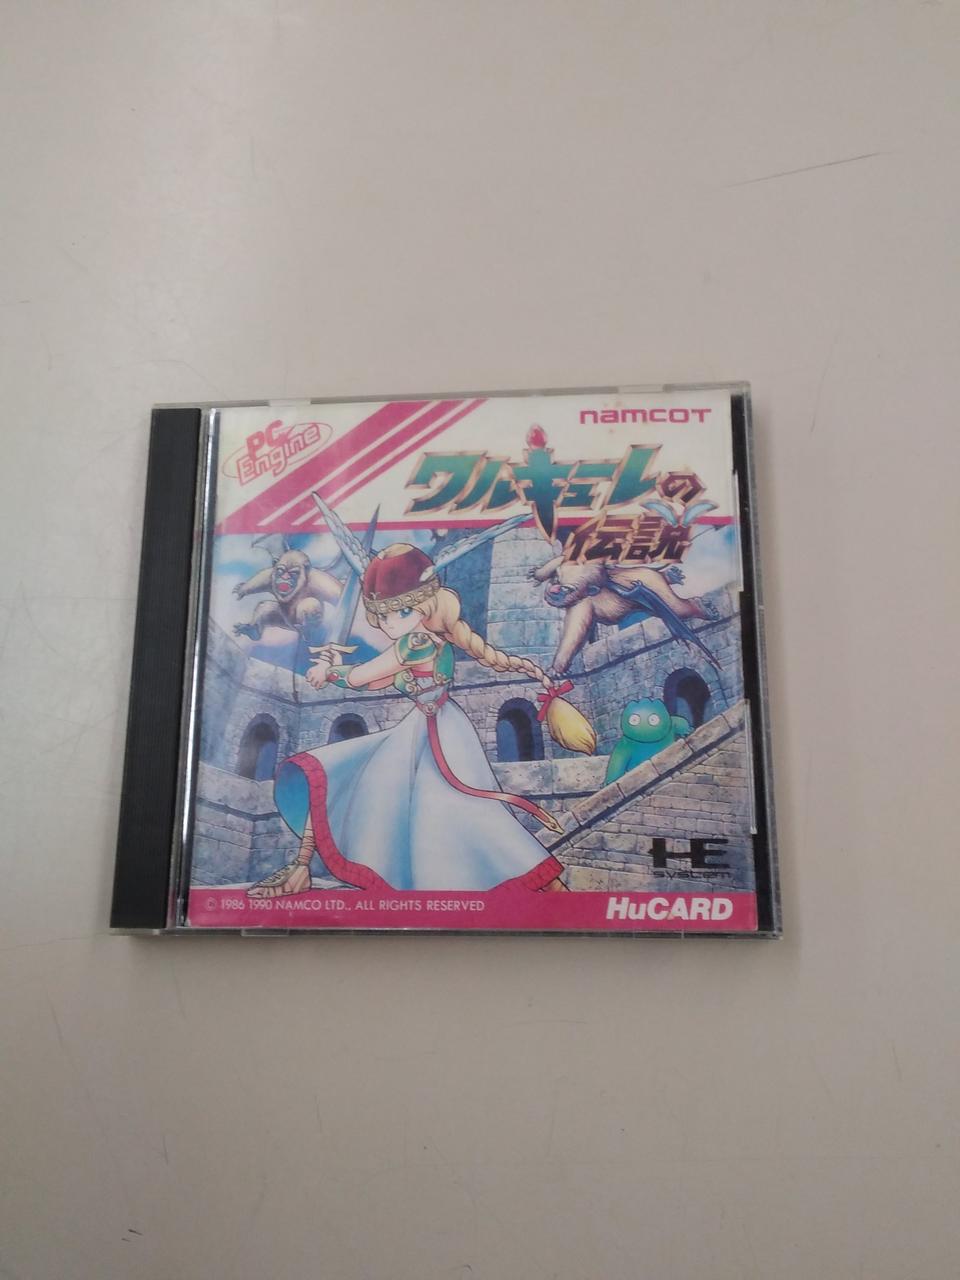 PC Engine
namcot
ワルキューレの
伝説
HE
system
© 1986 1990 NAMCO LTD., ALL RIGHTS RESERVED
HuCARD